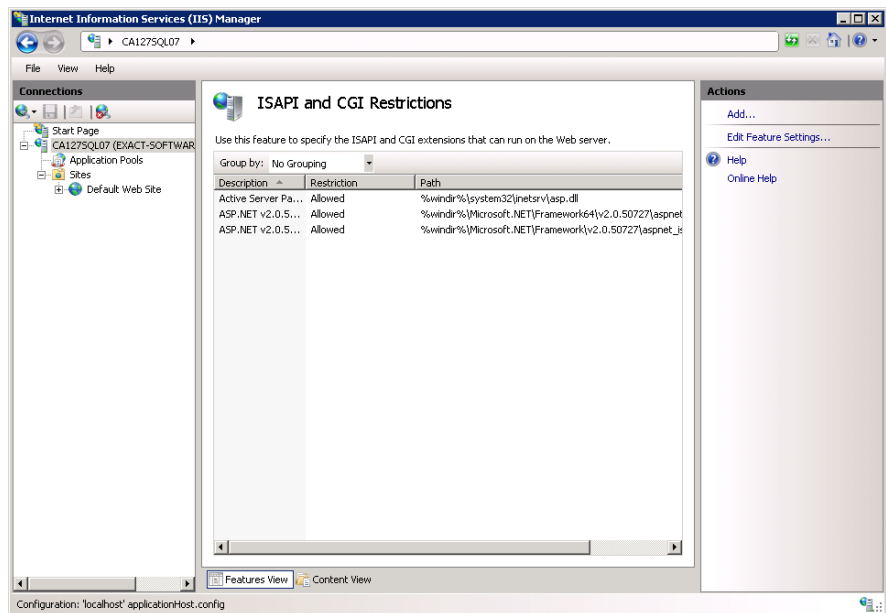 Internet Information Services (IIS) Manager
CA127SQL07
File View Help
Connections
Start Page
CA127SQL07 (EXACT-SOFTWAR
Application Pools
Sites
Default Web Site
ISAPI and CGI Restrictions
Use this feature to specify the ISAPI and CGI extensions that can run on the Web server.
Group by: No Grouping
Description Restriction Path
Active Server Pa... Allowed %windir%\system32\inetsrv\asp.dll
ASP.NET v2.0.5... Allowed %windir%\Microsoft.NET\Framework64\v2.0.50727\aspnet
ASP.NET v2.0.5... Allowed %windir%\Microsoft.NET\Framework\v2.0.50727\aspnet_is
Features View Content View
Actions
Add...
Edit Feature Settings...
Help
Online Help
Configuration: 'localhost' applicationHost.config